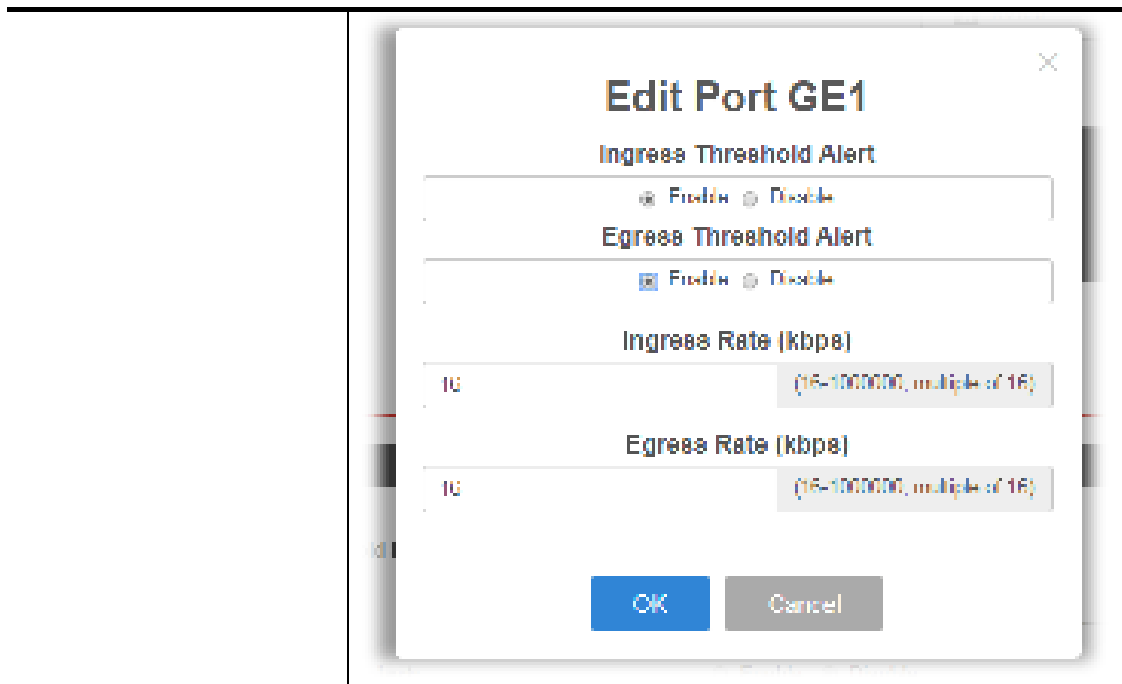 ×
Edit Port GE1
Ingress Threshold Alert
Enable Disable
Egress Threshold Alert
Enable Disable
Ingress Rate (kbps)
16 (16-1000000, multiple of 16)
Egress Rate (kbps)
16 (16-1000000, multiple of 16)
OK Cancel